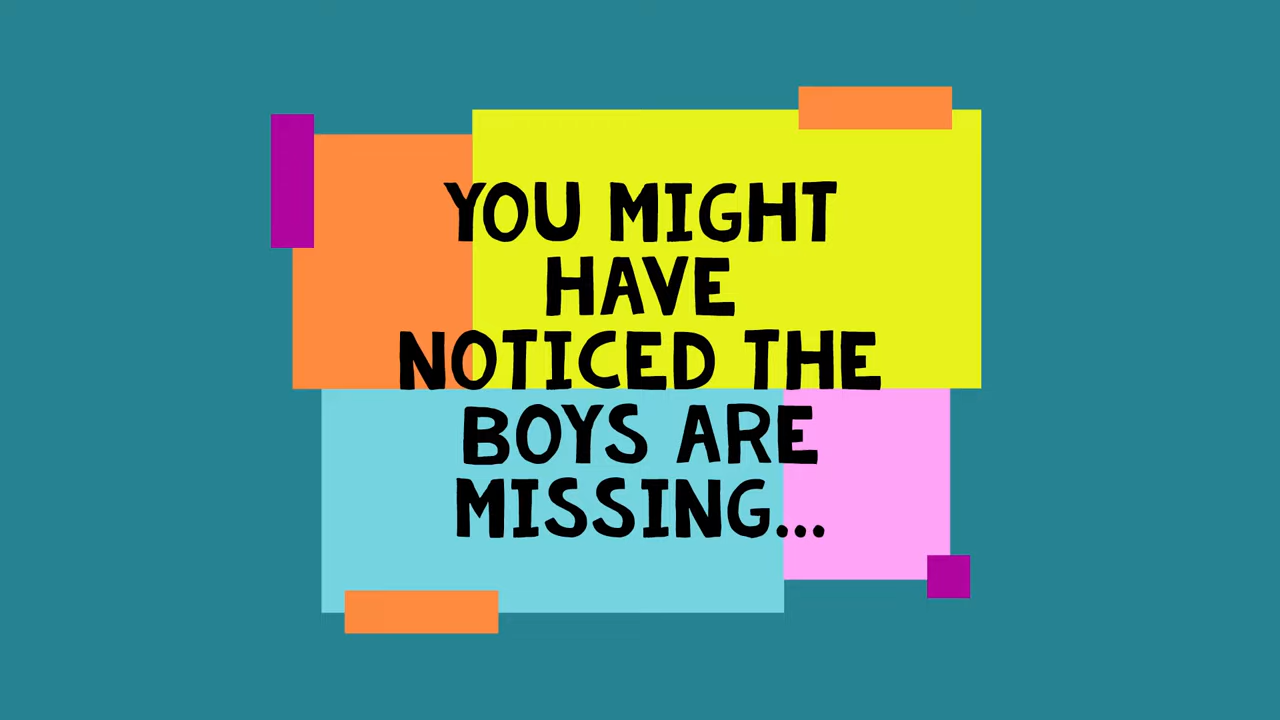 YOU MIGHT
HAVE
NOTICED THE
BOYS ARE
MISSING...